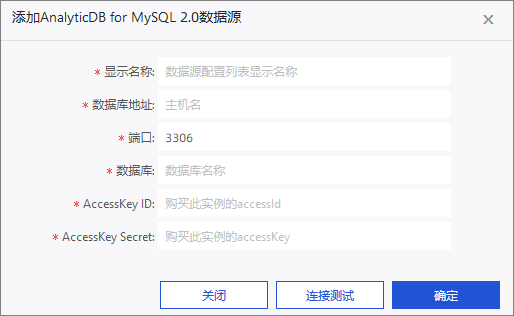 添加AnalyticDB for MySQL 2.0数据源
* 显示名称: 数据源配置列表显示名称
* 数据库地址: 主机名
* 端口: 3306
* 数据库: 数据库名称
* AccessKey ID: 购买此实例的accessId
* AccessKey Secret: 购买此实例的accessKey
关闭 连接测试 确定